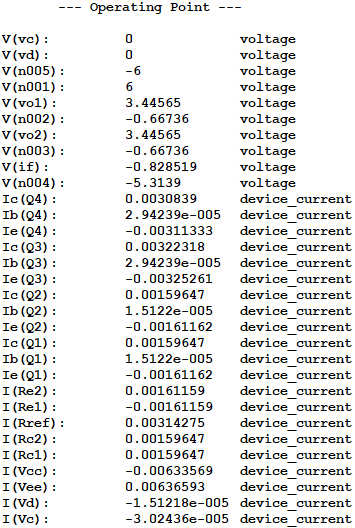 --- Operating Point ---
V(vc): 0 voltage
V(vd): 0 voltage
V(n005): -6 voltage
V(n001): 6 voltage
V(vo1): 3.44565 voltage
V(n002): -0.66736 voltage
V(vo2): 3.44565 voltage
V(n003): -0.66736 voltage
V(if): -0.828519 voltage
V(n004): -5.3139 voltage
Ic(Q4): 0.0030839 device_current
Ib(Q4): 2.94239e-005 device_current
Ie(Q4): -0.00311333 device_current
Ic(Q3): 0.00322318 device_current
Ib(Q3): 2.94239e-005 device_current
Ie(Q3): -0.00325261 device_current
Ic(Q2): 0.00159647 device_current
Ib(Q2): 1.5122e-005 device_current
Ie(Q2): -0.00161162 device_current
Ic(Q1): 0.00159647 device_current
Ib(Q1): 1.5122e-005 device_current
Ie(Q1): -0.00161162 device_current
I(Re2): 0.00161159 device_current
I(Re1): -0.00161159 device_current
I(Rref): 0.00314275 device_current
I(Rc2): 0.00159647 device_current
I(Rc1): 0.00159647 device_current
I(Vcc): -0.00633569 device_current
I(Vee): 0.00636593 device_current
I(Vd): -1.51218e-005 device_current
I(Vc): -3.02436e-005 device_current